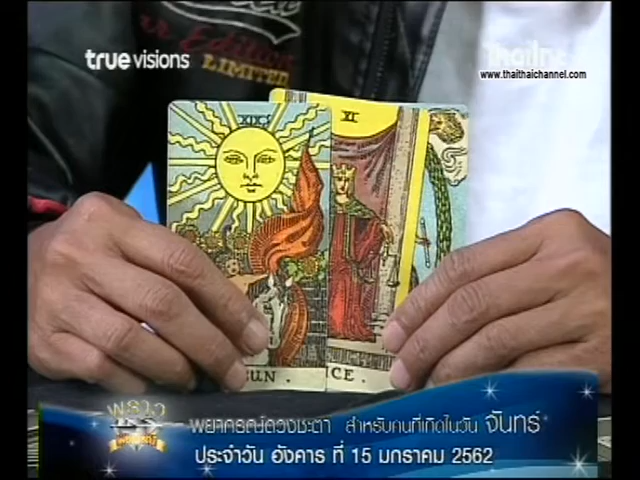 Edition
LIMITED
true visions
www.thaithaichannel.com
XIX
XI
SUN .
ICE .
พยากรณ์ดวงชะตา สำหรับคนที่เกิดในวัน จันทร์
ประจำวัน อังคาร ที่ 15 มกราคม 2562